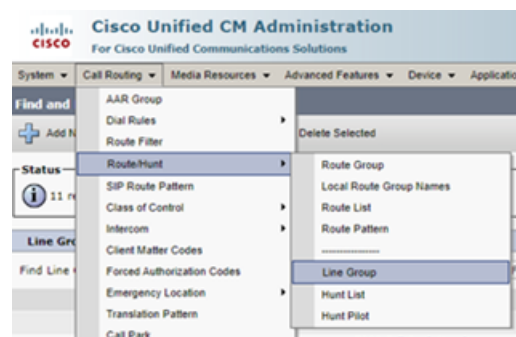 CISCO
Cisco Unified CM Administration
For Cisco Unified Communications Solutions
System Call Routing Media Resources Advanced Features Device
Find and
AAR Group
Dial Rules
Add N
Delete Selected
Route Filter
Status
Route/Hunt
Route Group
SIP Route Pattern
Local Route Group Names
i
11
Class of Control
Route List
Intercom
Route Pattern
Client Matter Codes
----------------
Find Line
Forced Authorization Codes
Line Group
Emergency Location
Hunt List
Translation Pattern
Hunt Pilot
Call Park